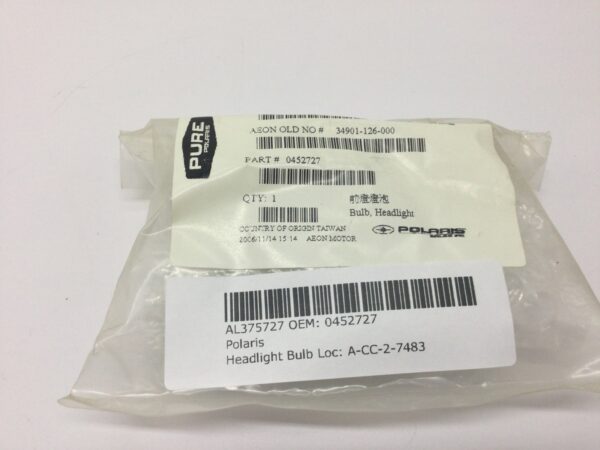 PURE
POLARIS
AEON OLD NO # 34901-126-000
PART # 0452727
QTY: 1
前燈燈泡
Bulb, Headlight
COUNTRY OF ORIGIN TAIWAN
2006/11/14 15:14 AEON MOTOR
POLARIS
AL375727 OEM: 0452727
Polaris
Headlight Bulb Loc: A-CC-2-7483